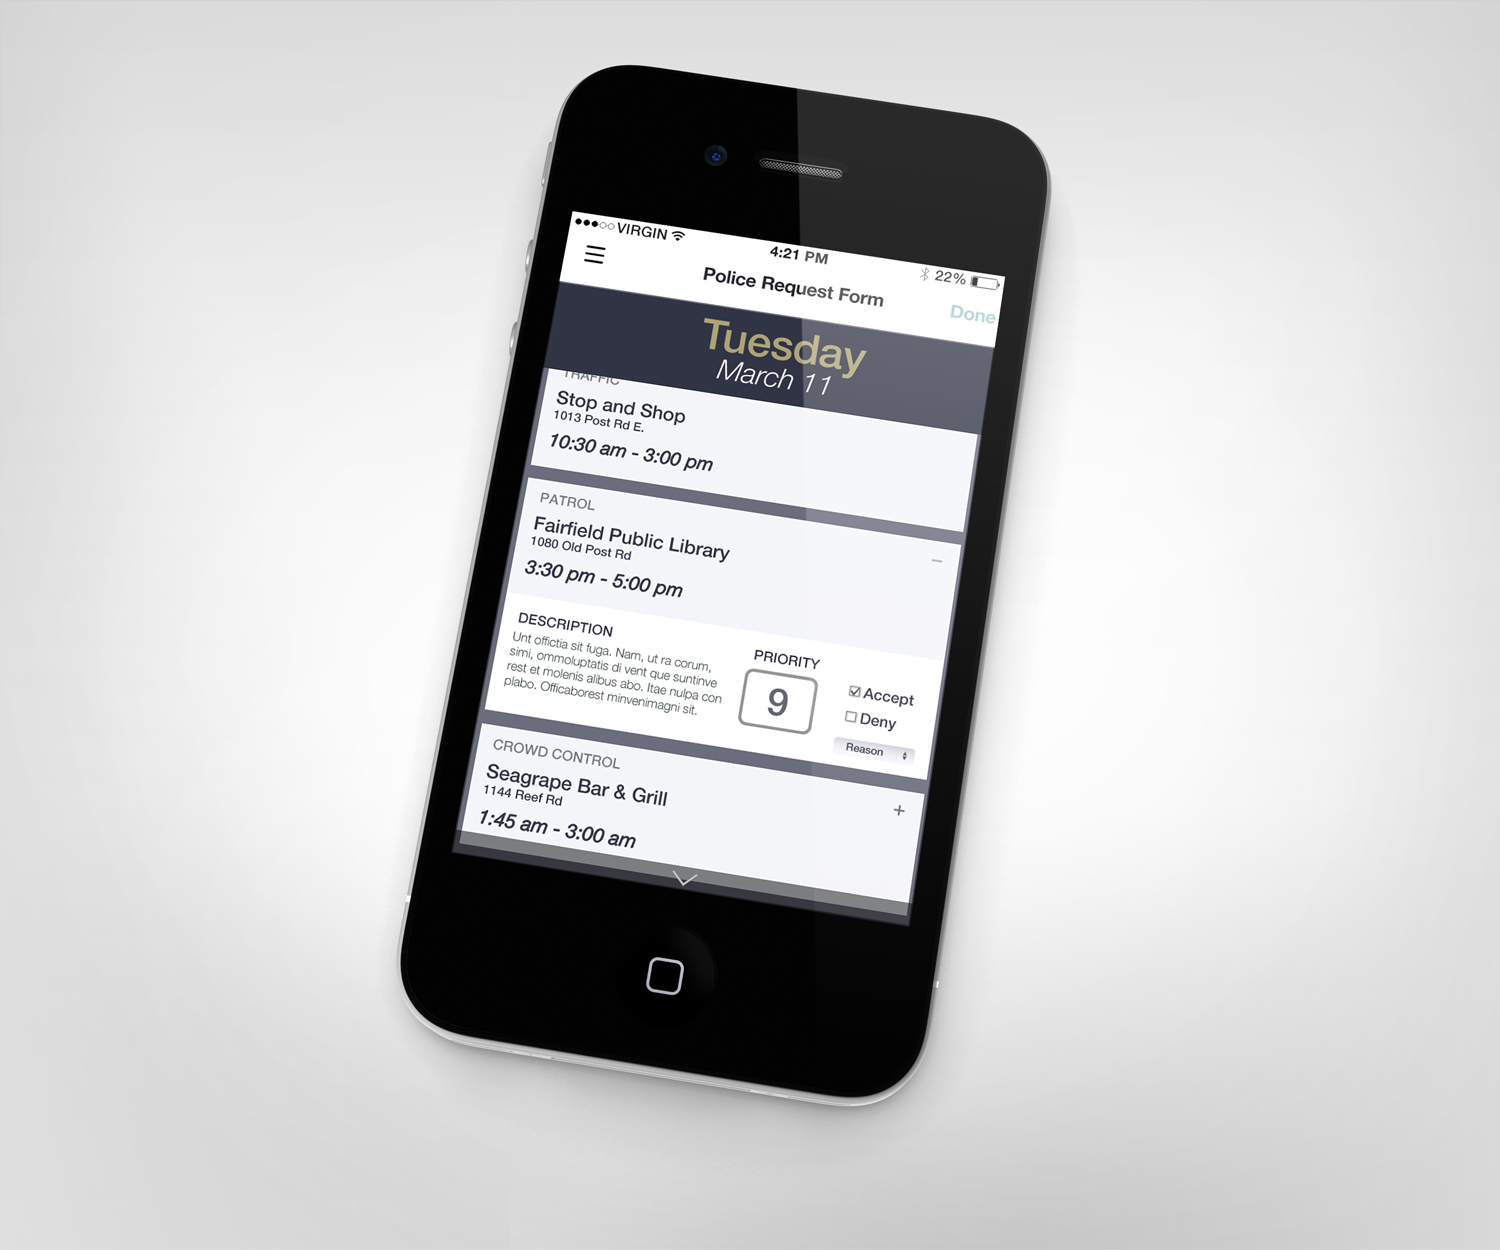 VIRGIN
4:21 PM
22%
Police Request Form
Done
Tuesday
March 11
TRAFFIC
Stop and Shop
1013 Post Rd E.
10:30 am - 3:00 pm
PATROL
Fairfield Public Library
1080 Old Post Rd
3:30 pm - 5:00 pm
DESCRIPTION
Unt offictia sit fuga. Nam, ut ra corum,
simi, ommoluptatis di vent que suntinve
rest et molenis alibus abo. Itae nulpa con
plabo. Officaborest minvenimagni sit.
PRIORITY
9
Accept
Deny
Reason
CROWD CONTROL
Seagrape Bar & Grill
1144 Reef Rd
1:45 am - 3:00 am